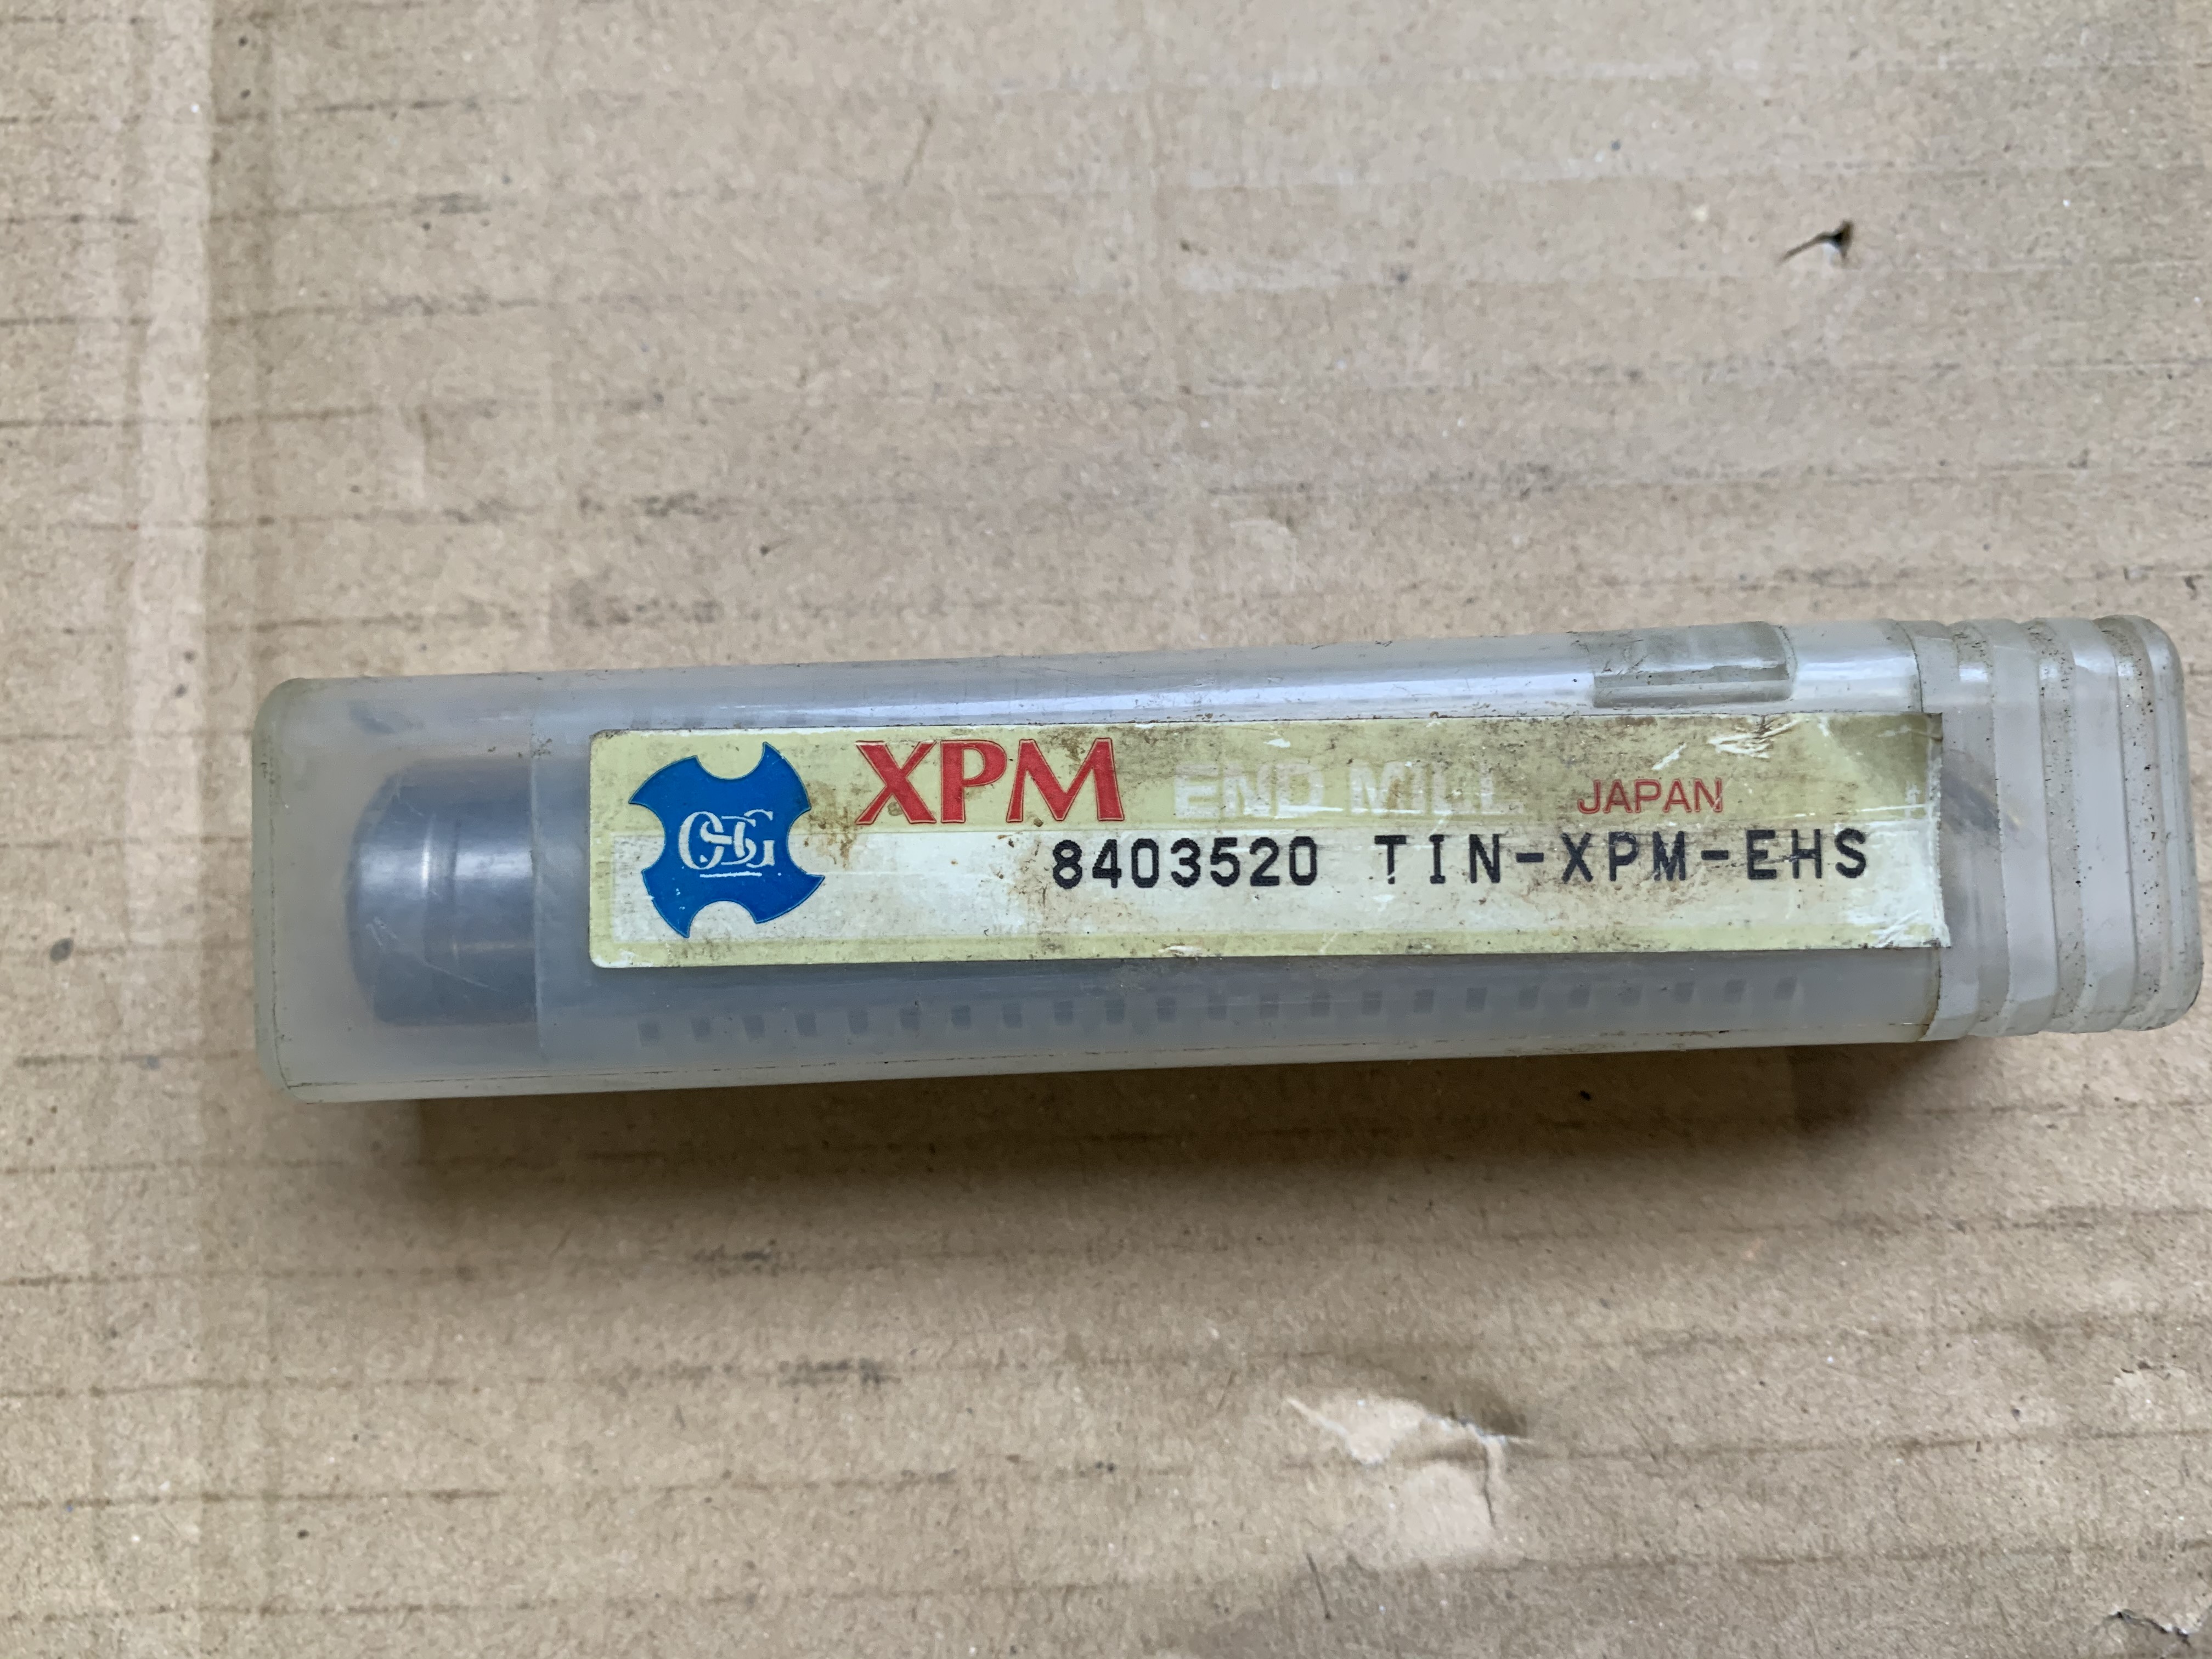 OSG
XPM END MILL JAPAN
8403520 TIN-XPM-EHS